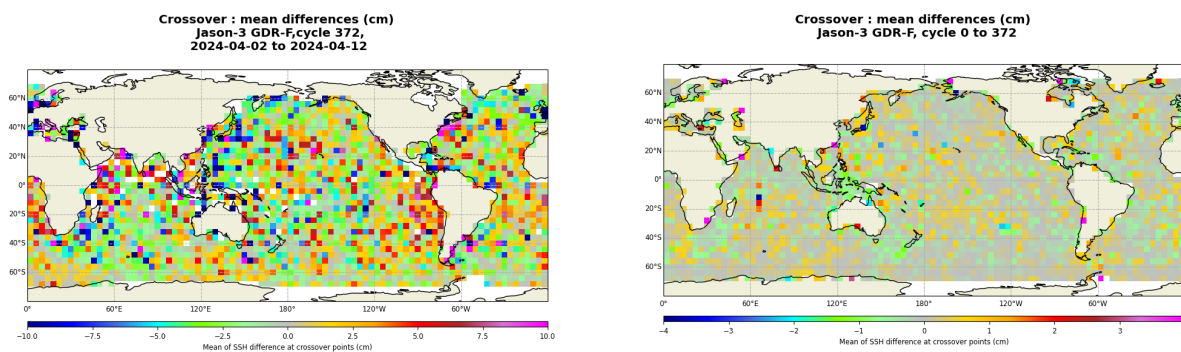 Crossover : mean differences (cm)
Jason-3 GDR-F,cycle 372,
2024-04-02 to 2024-04-12
60°N
40°N
20°N
0°
20°S
40°S
60°S
0°
60°E
120°E
180°
120°W
60°W
−10.0
−7.5
−5.0
−2.5
0.0
2.5
5.0
7.5
10.0
Mean of SSH difference at crossover points (cm)
Crossover : mean differences (cm)
Jason-3 GDR-F, cycle 0 to 372
60°N
40°N
20°N
0°
20°S
40°S
60°S
0°
60°E
120°E
180°
120°W
60°W
−4
−3
−2
−1
0
1
2
3
Mean of SSH difference at crossover points (cm)